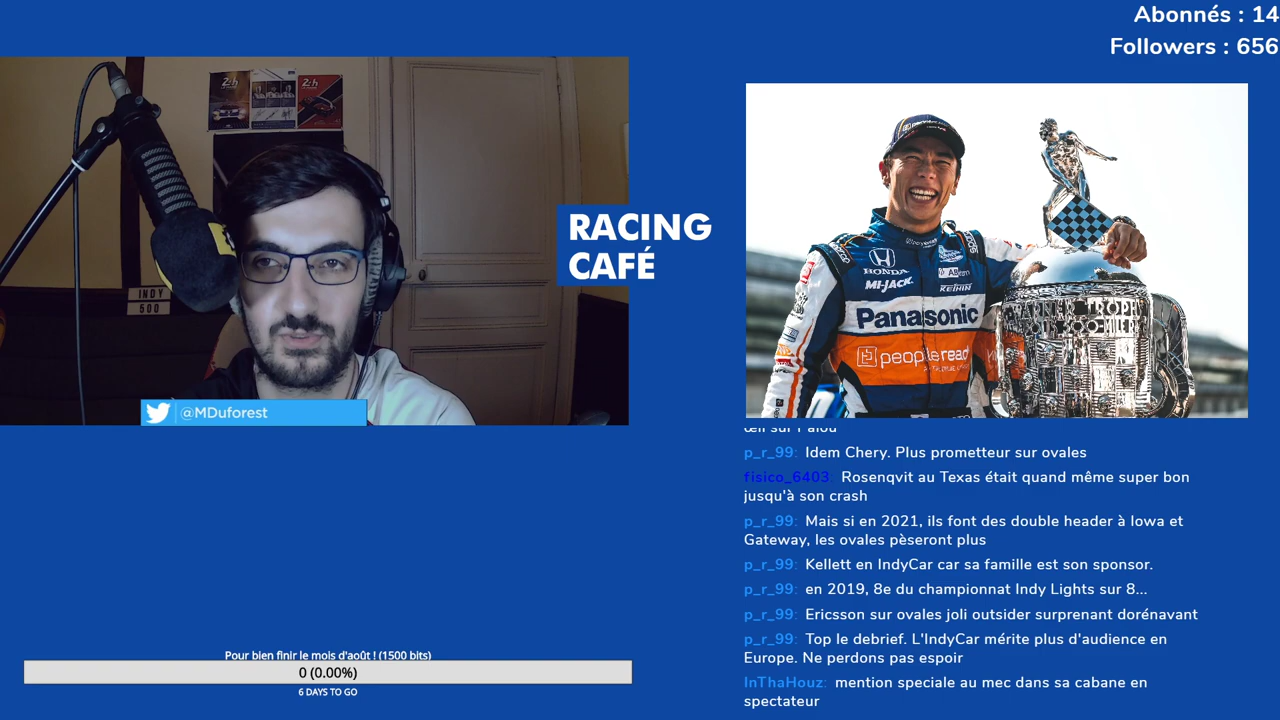 Abonnés : 14
Followers : 656
RACING
CAFÉ
INDY
500
@MDuforest
HONDA
MI-JACK
KEIHIN
Panasonic
peopleready
p_r_99: Idem Chery. Plus prometteur sur ovales
fisico_6403: Rosenqvit au Texas était quand même super bon
jusqu'à son crash
p_r_99: Mais si en 2021, ils font des double header à Iowa et
Gateway, les ovales pèseront plus
p_r_99: Kellett en IndyCar car sa famille est son sponsor.
p_r_99: en 2019, 8e du championnat Indy Lights sur 8...
p_r_99: Ericsson sur ovales joli outsider surprenant dorénavant
p_r_99: Top le debrief. L'IndyCar mérite plus d'audience en
Europe. Ne perdons pas espoir
InThaHouz: mention speciale au mec dans sa cabane en
spectateur
Pour bien finir le mois d'août ! (1500 bits)
0 (0.00%)
6 DAYS TO GO